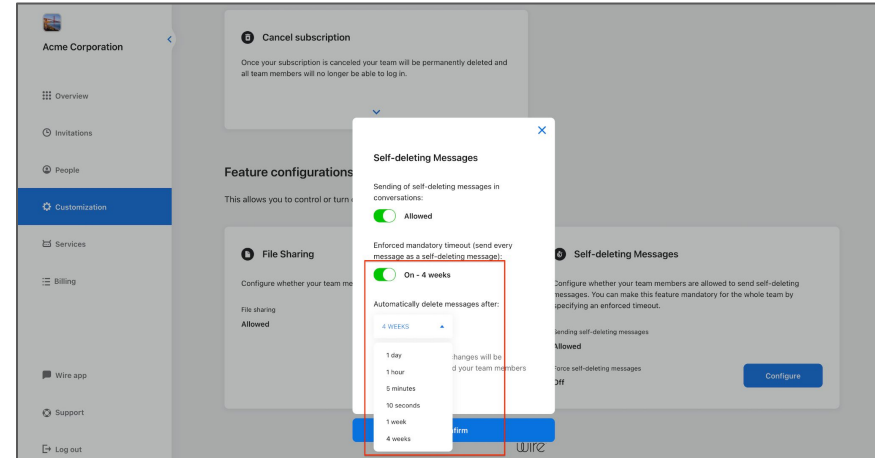 Acme Corporation
Overview
Invitations
People
Customization
Services
Billing
Wire app
Support
Log out
Cancel subscription
Once your subscription is canceled your team will be permanently deleted and
all team members will no longer be able to log in.
Feature configurations
This allows you to control or turn
File Sharing
Configure whether your team me
File sharing
Allowed
Self-deleting Messages
Sending of self-deleting messages in
conversations:
Allowed
Enforced mandatory timeout (send every
message as a self-deleting message):
On - 4 weeks
Automatically delete messages after:
4 WEEKS
1 day
1 hour
5 minutes
10 seconds
1 week
4 weeks
hanges will be
d your team members
firm
Self-deleting Messages
Configure whether your team members are allowed to send self-deleting
messages. You can make this feature mandatory for the whole team by
specifying an enforced timeout.
Sending self-deleting messages
Allowed
Force self-deleting messages
Off
Configure
wire